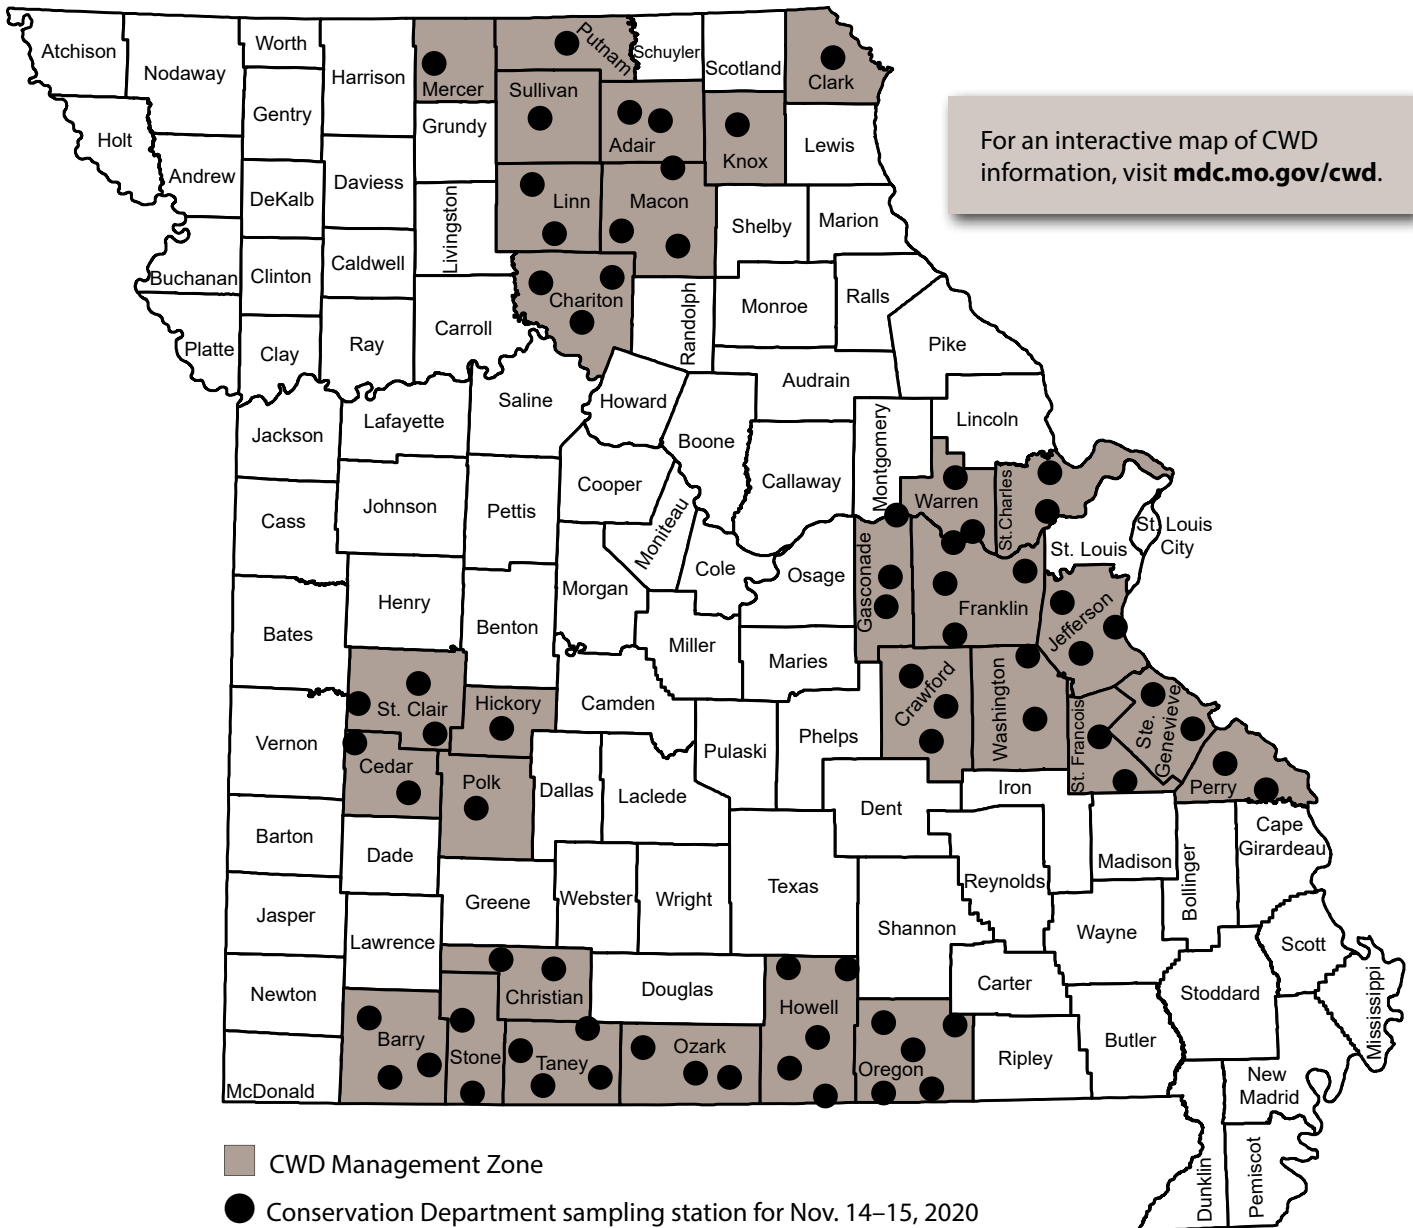 Atchison
Nodaway
Worth
Harrison
Mercer
Putnam
Schuyler
Scotland
Clark
Holt
Andrew
Gentry
DeKalb
Daviess
Grundy
Sullivan
Adair
Knox
Lewis
For an interactive map of CWD
information, visit mdc.mo.gov/cwd.
Buchanan
Clinton
Caldwell
Livingston
Linn
Macon
Shelby
Marion
Platte
Clay
Ray
Carroll
Chariton
Randolph
Monroe
Ralls
Pike
Jackson
Lafayette
Saline
Howard
Boone
Audrain
Montgomery
Lincoln
Cass
Johnson
Pettis
Cooper
Moniteau
Callaway
Warren
St. Charles
St. Louis
St. Louis
City
Bates
Henry
Benton
Morgan
Cole
Miller
Osage
Maries
Gasconade
Franklin
Jefferson
Vernon
St. Clair
Hickory
Camden
Pulaski
Phelps
Crawford
Washington
St. Francois
Ste.
Genevieve
Perry
Cedar
Polk
Dallas
Laclede
Dent
Iron
Barton
Dade
Greene
Webster
Wright
Texas
Reynolds
Madison
Bollinger
Cape
Girardeau
Jasper
Lawrence
Shannon
Wayne
Scott
Newton
Christian
Douglas
Howell
Carter
Stoddard
Mississippi
McDonald
Barry
Stone
Taney
Ozark
Oregon
Ripley
Butler
New
Madrid
Dunklin
Pemiscot
CWD Management Zone
Conservation Department sampling station for Nov. 14–15, 2020